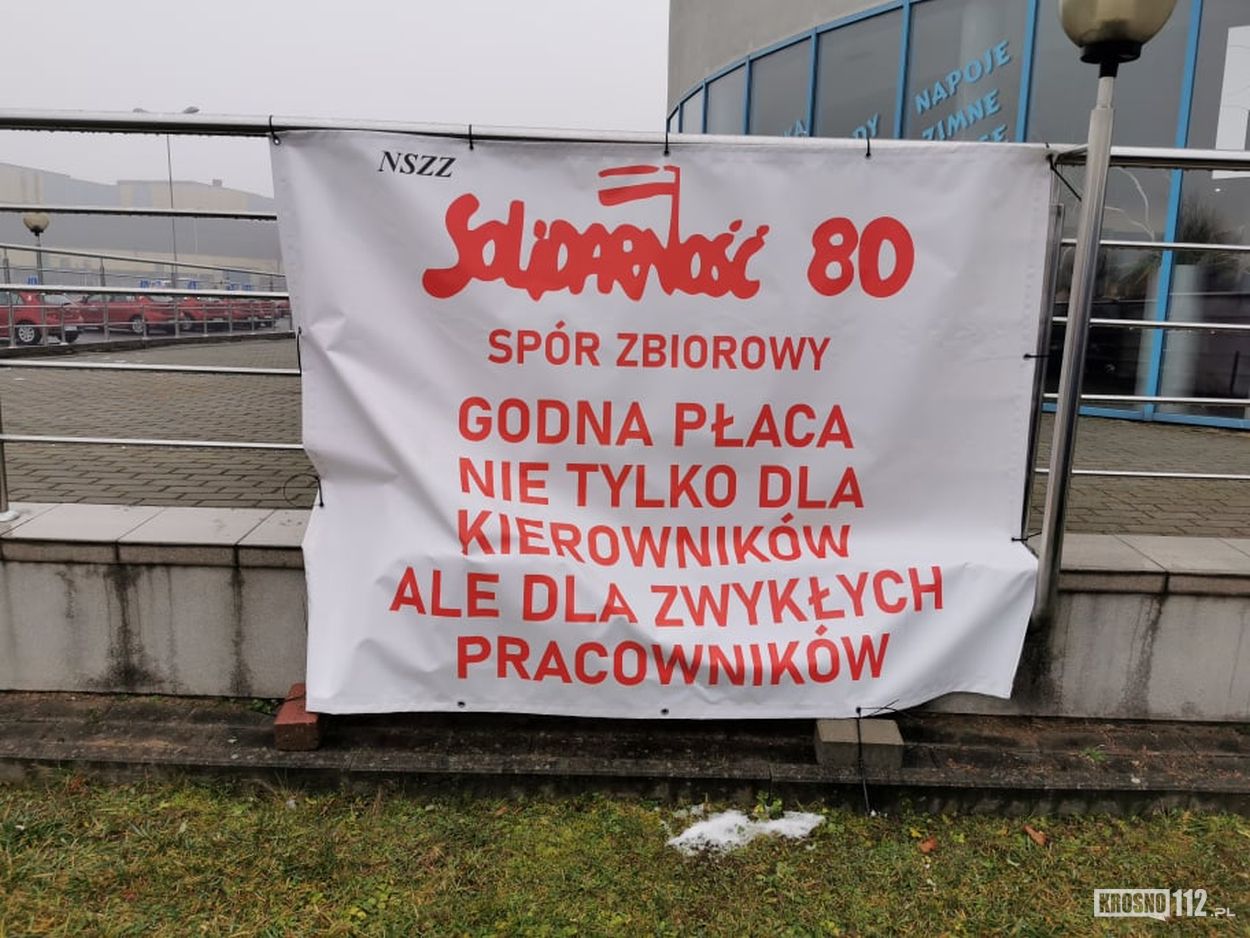 NAPOJE
ZIMNE
NSZZ
SOLIDARNOŚĆ 80
SPÓR ZBIOROWY
GODNA PŁACA
NIE TYLKO DLA
KIEROWNIKÓW
ALE DLA ZWYKŁYCH
PRACOWNIKÓW
KROSNO112.PL